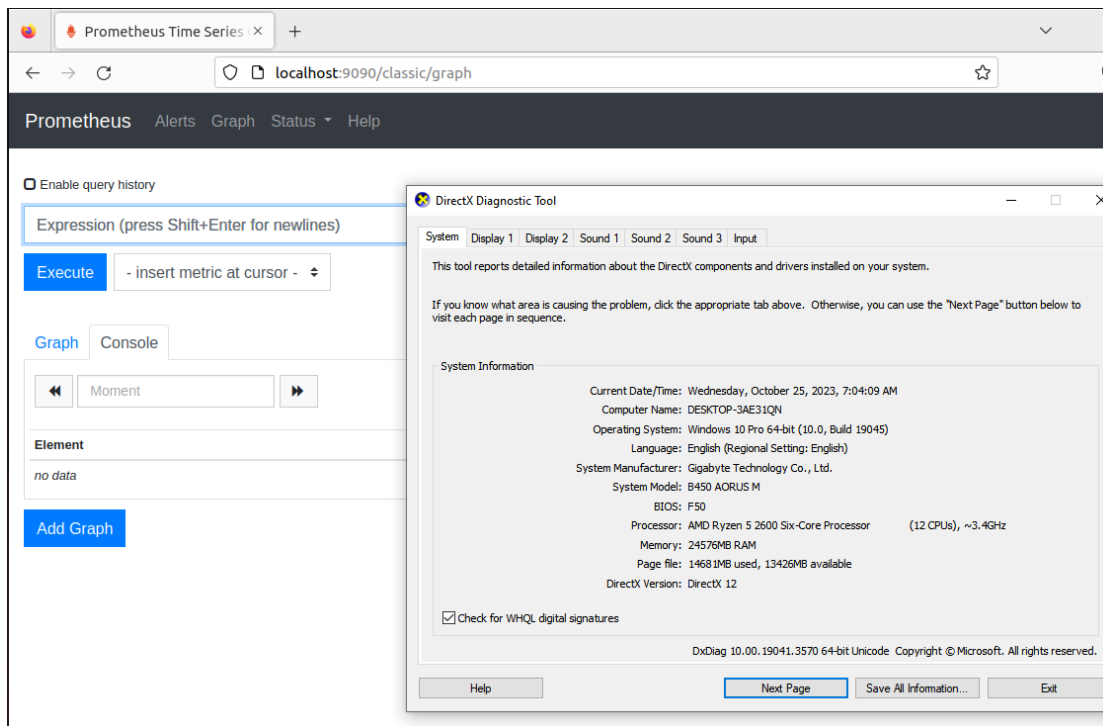 Prometheus Time Series
localhost:9090/classic/graph
Prometheus Alerts Graph Status Help
Enable query history
Expression (press Shift+Enter for newlines)
Execute - insert metric at cursor -
Graph Console
Moment
Element
no data
Add Graph
DirectX Diagnostic Tool
System Display 1 Display 2 Sound 1 Sound 2 Sound 3 Input
This tool reports detailed information about the DirectX components and drivers installed on your system.
If you know what area is causing the problem, click the appropriate tab above. Otherwise, you can use the "Next Page" button below to
visit each page in sequence.
System Information
Current Date/Time: Wednesday, October 25, 2023, 7:04:09 AM
Computer Name: DESKTOP-3AE31QN
Operating System: Windows 10 Pro 64-bit (10.0, Build 19045)
Language: English (Regional Setting: English)
System Manufacturer: Gigabyte Technology Co., Ltd.
System Model: B450 AORUS M
BIOS: F50
Processor: AMD Ryzen 5 2600 Six-Core Processor (12 CPUs), ~3.4GHz
Memory: 24576MB RAM
Page file: 14681MB used, 13426MB available
DirectX Version: DirectX 12
Check for WHQL digital signatures
DxDiag 10.00.19041.3570 64-bit Unicode Copyright © Microsoft. All rights reserved.
Help Next Page Save All Information... Exit